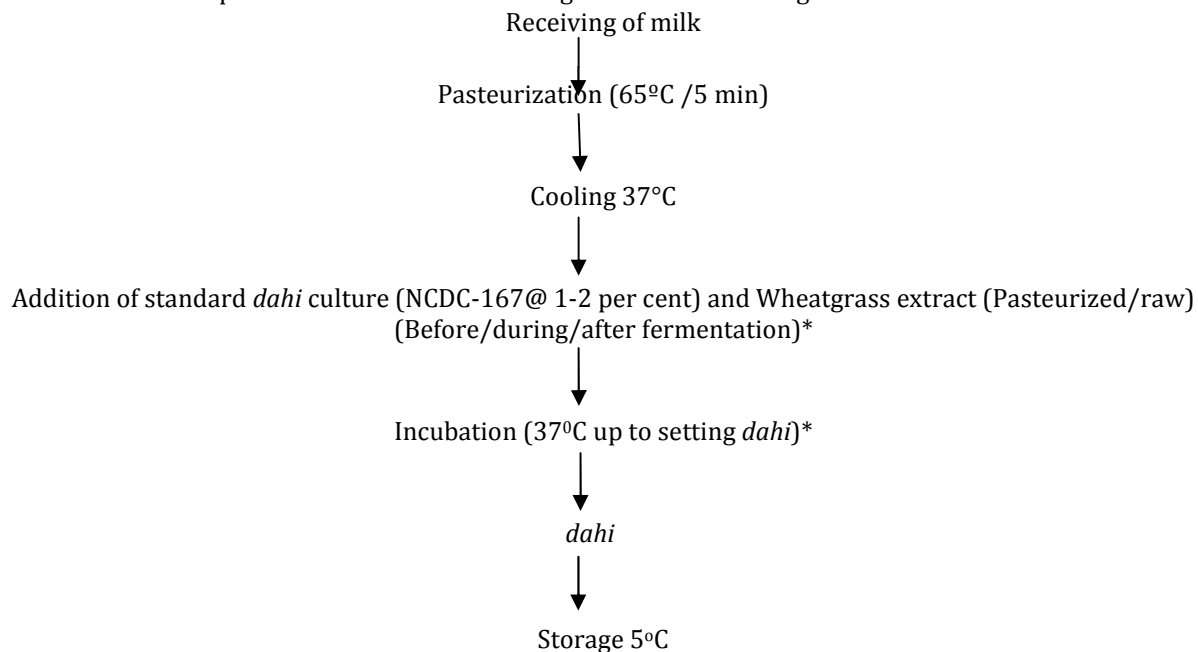 Receiving of milk
Pasteurization (65ºC /5 min)
Cooling 37°C
Addition of standard dahi culture (NCDC-167@ 1-2 per cent) and Wheatgrass extract (Pasteurized/raw)
(Before/during/after fermentation)*
Incubation (37⁰C up to setting dahi)*
dahi
Storage 5ºC